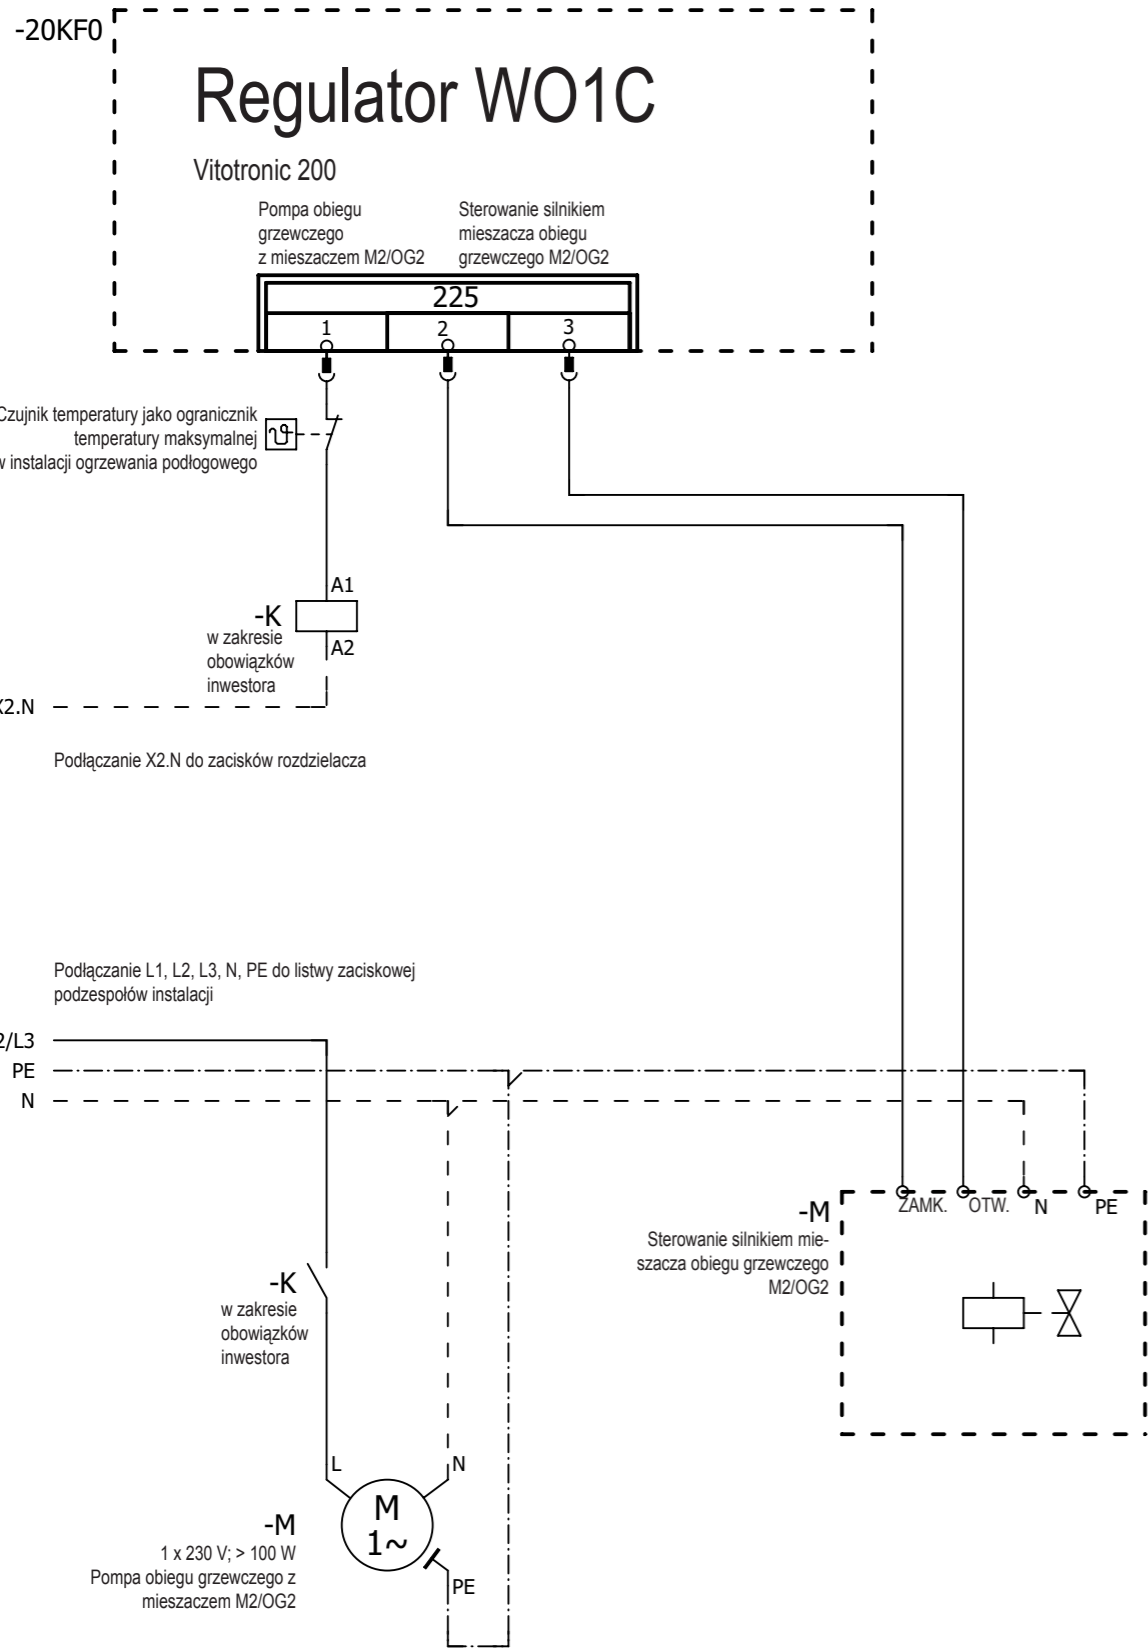 -20KF0
Regulator WO1C
Vitotronic 200
Pompa obiegu
grzewczego
z mieszaczem M2/OG2
Sterowanie silnikiem
mieszacza obiegu
grzewczego M2/OG2
225
1
2
3
Czujnik temperatury jako ogranicznik
temperatury maksymalnej
w instalacji ogrzewania podłogowego
A1
-K
w zakresie
obowiązków
inwestora
A2
X2.N
Podłączanie X2.N do zacisków rozdzielacza
Podłączanie L1, L2, L3, N, PE do listwy zaciskowej
podzespołów instalacji
2/L3
PE
N
ZAMK.
OTW.
N
PE
-M
Sterowanie silnikiem mie-
szacza obiegu grzewczego
M2/OG2
-K
w zakresie
obowiązków
inwestora
L
N
M
1~
-M
1 x 230 V; > 100 W
Pompa obiegu grzewczego z
mieszaczem M2/OG2
PE